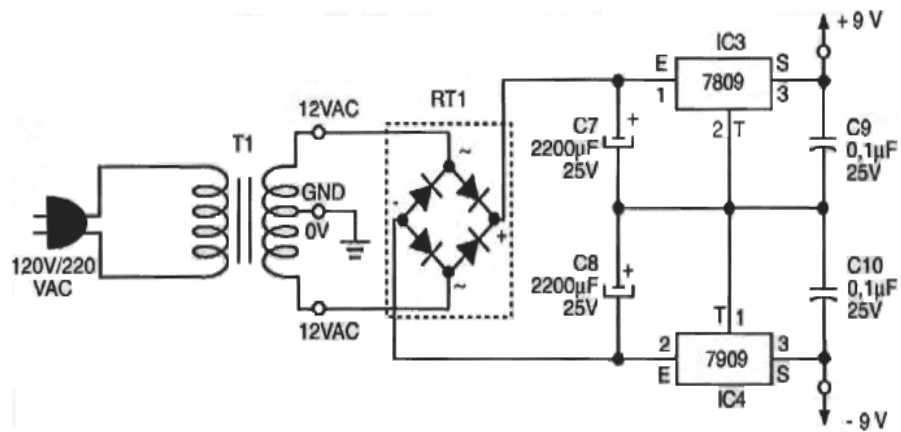 + 9 V
IC3
E
7809
S
1
3
2
T
RT1
12VAC
~
T1
C7
+
2200µF
25V
C9
0,1µF
25V
GND
0V
-
+
120V/220
VAC
C8
+
2200µF
25V
C10
0,1µF
25V
~
12VAC
T
1
2
7909
3
E
S
IC4
- 9 V